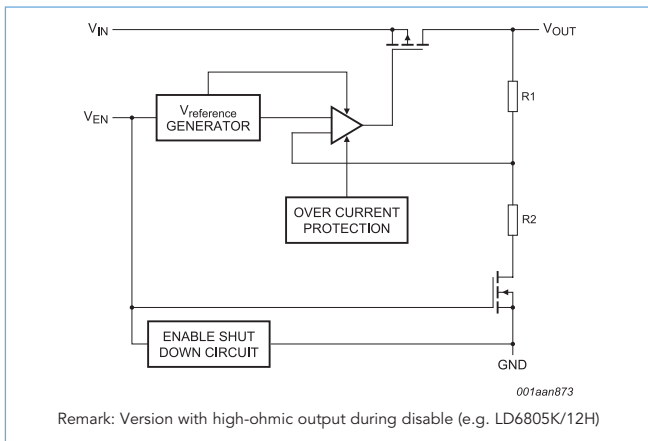 VIN
VOUT
R1
VEN
Vreference
GENERATOR
OVER CURRENT
PROTECTION
R2
ENABLE SHUT
DOWN CIRCUIT
GND
001aan873
Remark: Version with high-ohmic output during disable (e.g. LD6805K/12H)